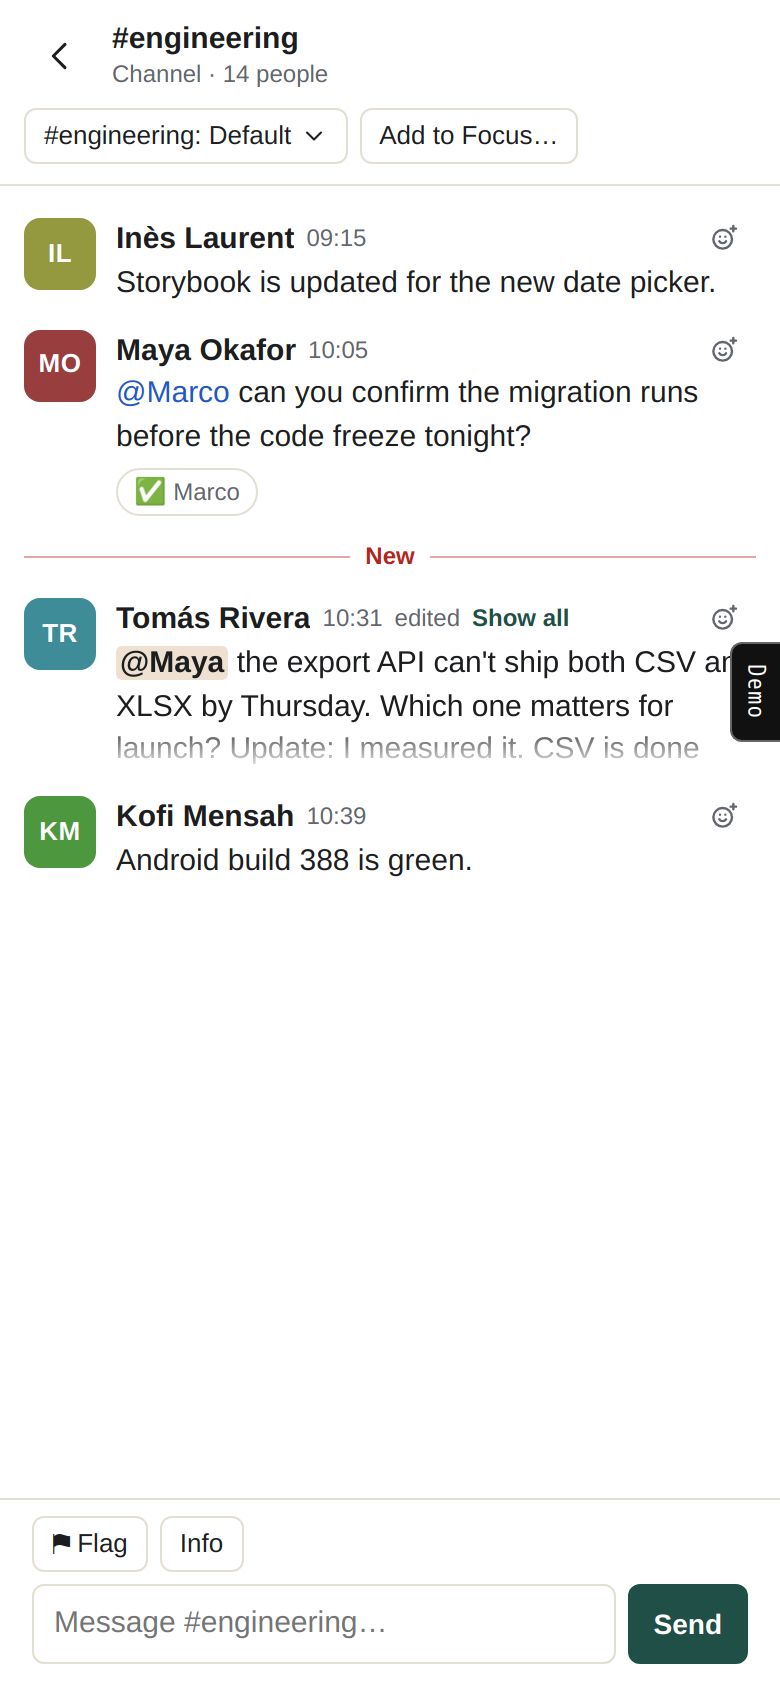 #engineering
Channel · 14 people
#engineering: Default
Add to Focus…
IL
Inès Laurent 09:15
Storybook is updated for the new date picker.
MO
Maya Okafor 10:05
@Marco can you confirm the migration runs
before the code freeze tonight?
✅ Marco
New
TR
Tomás Rivera 10:31 edited Show all
@Maya the export API can't ship both CSV
XLSX by Thursday. Which one matters for
launch? Update: I measured it. CSV is done
Demo
KM
Kofi Mensah 10:39
Android build 388 is green.
Flag
Info
Message #engineering…
Send